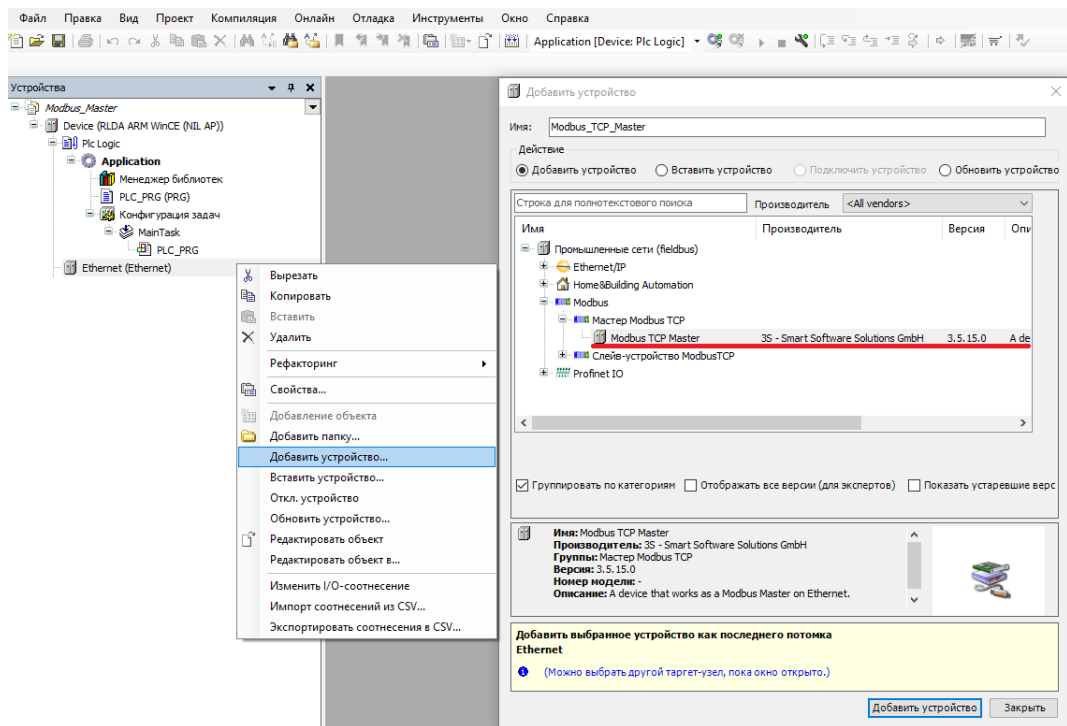 Файл Правка Вид Проект Компиляция Онлайн Отладка Инструменты Окно Справка
Application [Device: Plc Logic]
Устройства
Modbus_Master
Device (RLDA ARM WinCE (NIL AP))
Plc Logic
Application
Менеджер библиотек
PLC_PRG (PRG)
Конфигурация задач
MainTask
PLC_PRG
Ethernet (Ethernet)
Вырезать
Копировать
Вставить
Удалить
Рефакторинг
Свойства...
Добавление объекта
Добавить папку...
Добавить устройство...
Вставить устройство...
Откл. устройство
Обновить устройство...
Редактировать объект
Редактировать объект в...
Изменить I/O-соотнесение
Импорт соотнесений из CSV...
Экспортировать соотнесения в CSV...
Добавить устройство
Имя: Modbus_TCP_Master
Действие
Добавить устройство Вставить устройство Подключить устройство Обновить устройство
Строка для полнотекстового поиска Производитель <All vendors>
Имя Производитель Версия Опи
Промышленные сети (fieldbus)
Ethernet/IP
Home&Building Automation
Modbus
Мастер Modbus TCP
Modbus TCP Master 3S - Smart Software Solutions GmbH 3.5.15.0 A de
Слейв-устройство ModbusTCP
Profinet IO
Группировать по категориям Отображать все версии (для экспертов) Показать устаревшие верс
Имя: Modbus TCP Master
Производитель: 3S - Smart Software Solutions GmbH
Группы: Мастер Modbus TCP
Версия: 3.5.15.0
Номер модели: -
Описание: A device that works as a Modbus Master on Ethernet.
Добавить выбранное устройство как последнего потомка
Ethernet
(Можно выбрать другой таргет-узел, пока окно открыто.)
Добавить устройство Закрыть